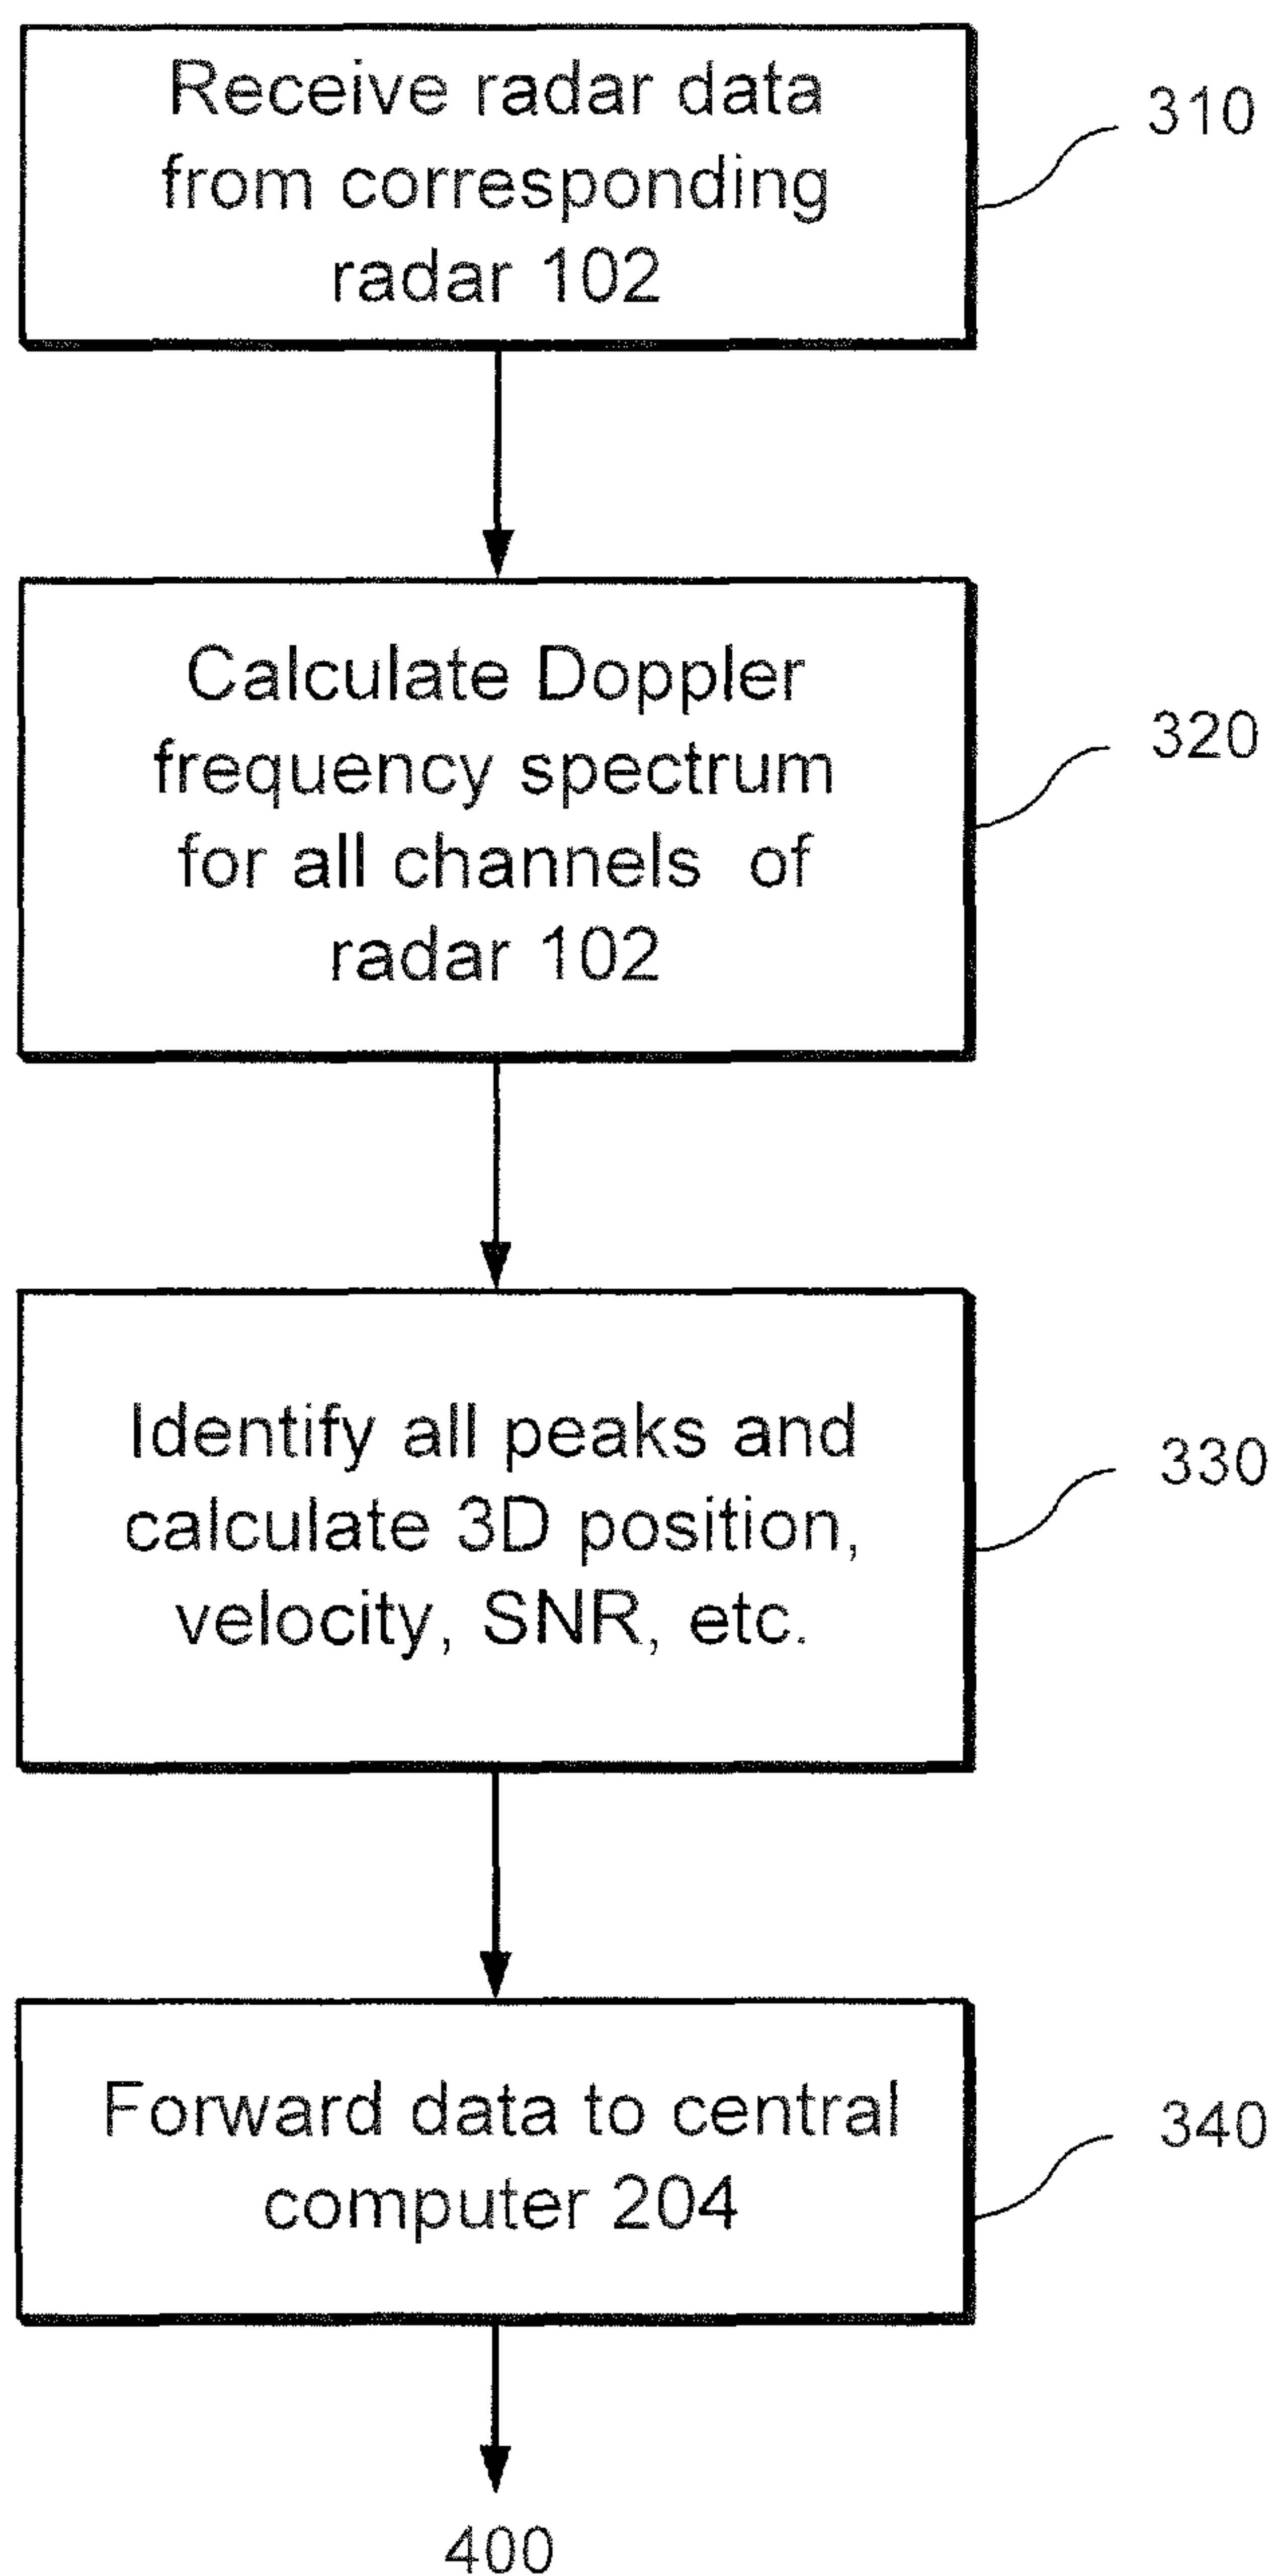 Receive radar data
from corresponding
radar 102
310
Calculate Doppler
frequency spectrum
for all channels of
radar 102
320
Identify all peaks and
calculate 3D position,
velocity, SNR, etc.
330
Forward data to central
computer 204
340
400